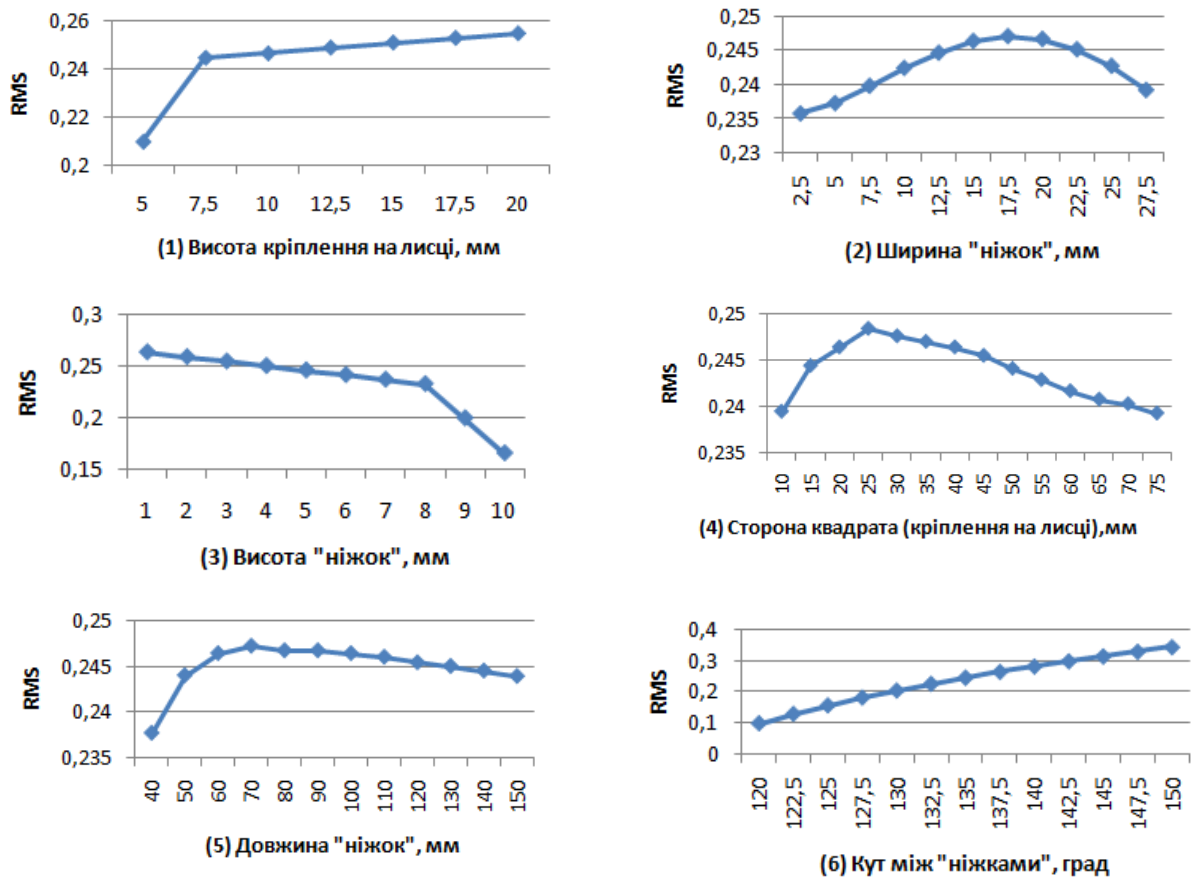 0,26
0,24
0,22
0,2
RMS
5 7,5 10 12,5 15 17,5 20
(1) Висота кріплення на лисці, мм
0,25
0,245
0,24
0,235
0,23
RMS
2,5 5 7,5 10 12,5 15 17,5 20 22,5 25 27,5
(2) Ширина "ніжок", мм
0,3
0,25
0,2
0,15
RMS
1 2 3 4 5 6 7 8 9 10
(3) Висота "ніжок", мм
0,25
0,245
0,24
0,235
RMS
10 15 20 25 30 35 40 45 50 55 60 65 70 75
(4) Сторона квадрата (кріплення на лисці),мм
0,25
0,245
0,24
0,235
RMS
40 50 60 70 80 90 100 110 120 130 140 150
(5) Довжина "ніжок", мм
0,4
0,3
0,2
0,1
0
RMS
120 122,5 125 127,5 130 132,5 135 137,5 140 142,5 145 147,5 150
(6) Кут між "ніжками", град